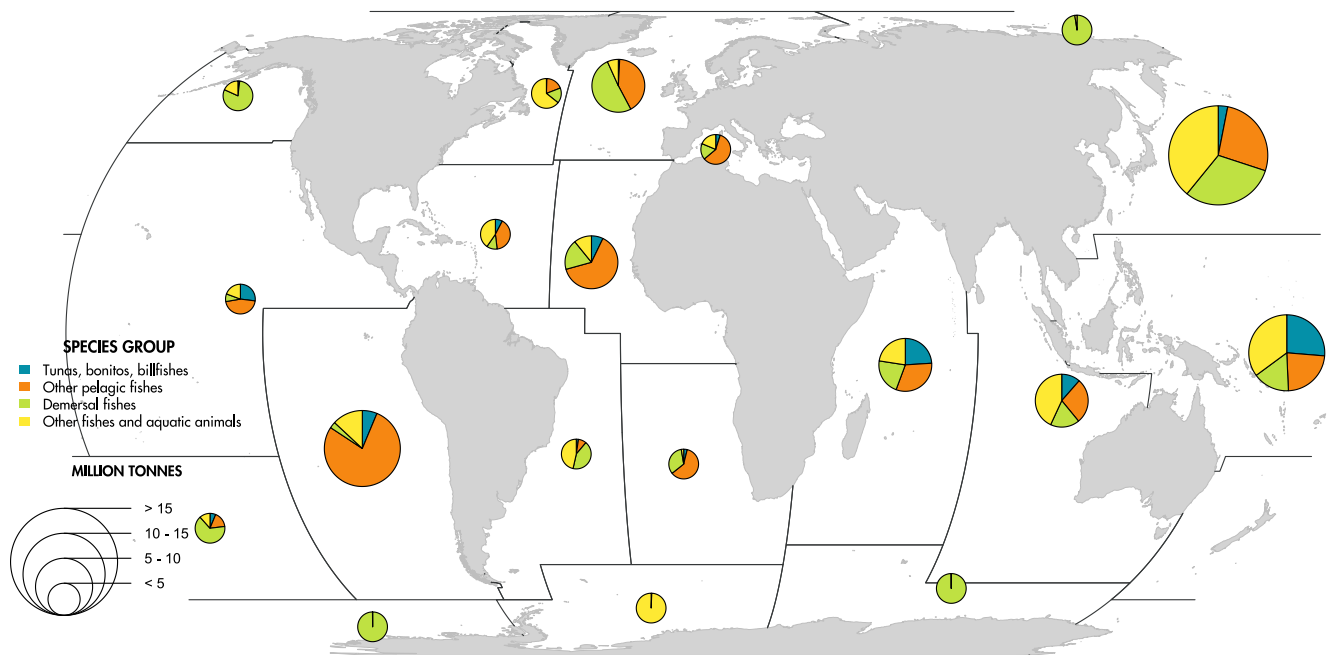 SPECIES GROUP
Tunas, bonitos, billfishes
Other pelagic fishes
Demersal fishes
Other fishes and aquatic animals
MILLION TONNES
> 15
10 - 15
5 - 10
< 5